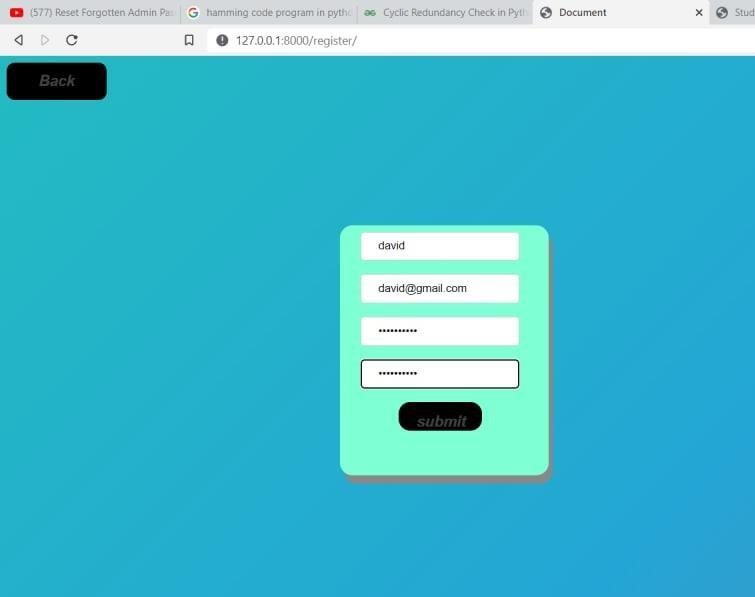 (577) Reset Forgotten Admin Pas
hamming code program in pytho
Cyclic Redundancy Check in Pyth
Document
Stud
127.0.0.1:8000/register/
Back
david
david@gmail.com
••••••••••
••••••••••
submit